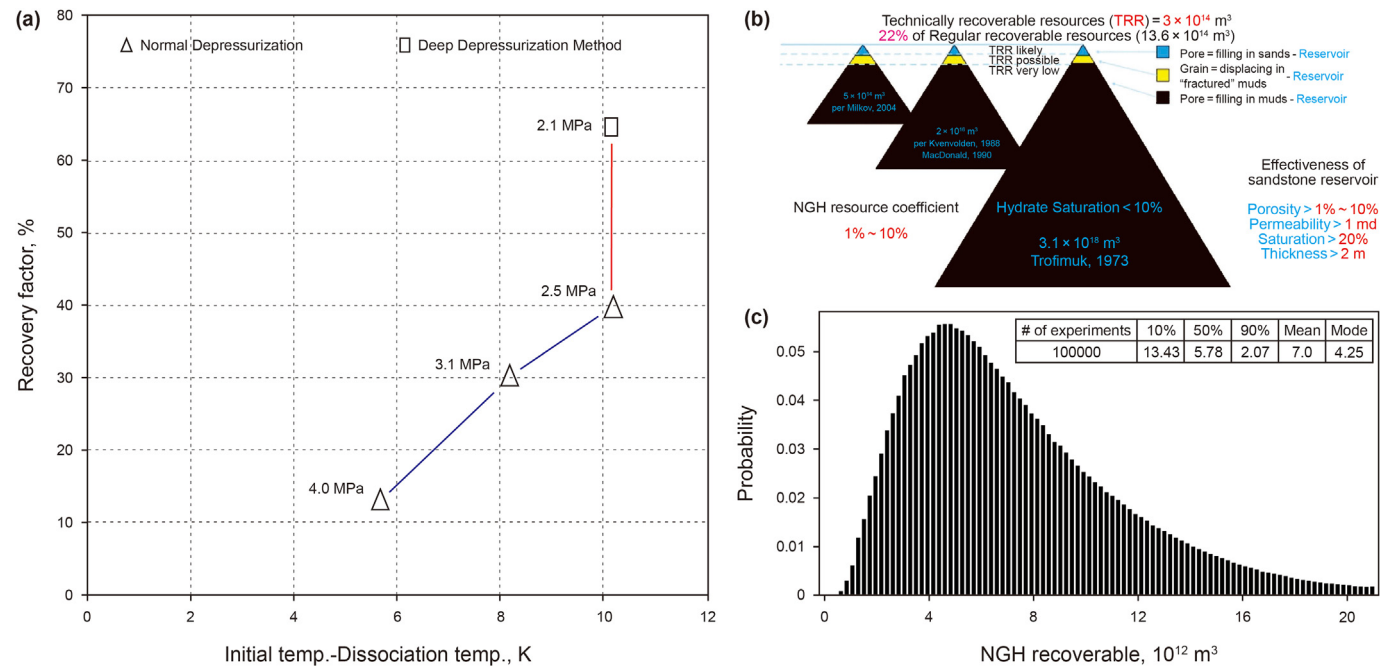 (a)
80
70
60
50
40
30
20
10
0
0 2 4 6 8 10 12
Recovery factor, %
Initial temp.-Dissociation temp., K
Normal Depressurization
Deep Depressurization Method
2.1 MPa
2.5 MPa
3.1 MPa
4.0 MPa
(b)
Technically recoverable resources (TRR) = 3 × 10¹⁴ m³
22% of Regular recoverable resources (13.6 × 10¹⁴ m³)
TRR likely
TRR possible
TRR very low
Pore = filling in sands - Reservoir
Grain = displacing in
"fractured" muds - Reservoir
Pore = filling in muds - Reservoir
5 × 10¹⁴ m³
per Milkov, 2004
2 × 10¹⁶ m³
per Kvenvolden, 1988
MacDonald, 1990
Hydrate Saturation < 10%
3.1 × 10¹⁸ m³
Trofimuk, 1973
NGH resource coefficient
1% ~ 10%
Effectiveness of
sandstone reservoir
Porosity > 1% ~ 10%
Permeability > 1 md
Saturation > 20%
Thickness > 2 m
(c)
# of experiments 10% 50% 90% Mean Mode
100000 13.43 5.78 2.07 7.0 4.25
0.05
0.04
0.03
0.02
0.01
0
0 4 8 12 16 20
Probability
NGH recoverable, 10¹² m³